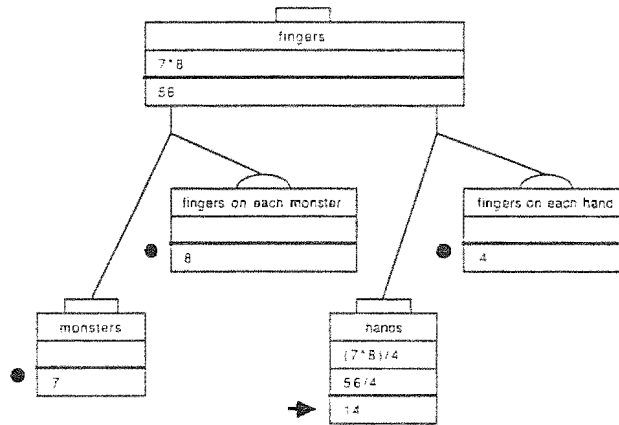 fingers
7*8
56
fingers on each monster
8
fingers on each hand
4
monsters
7
hands
(7*8)/4
56/4
14